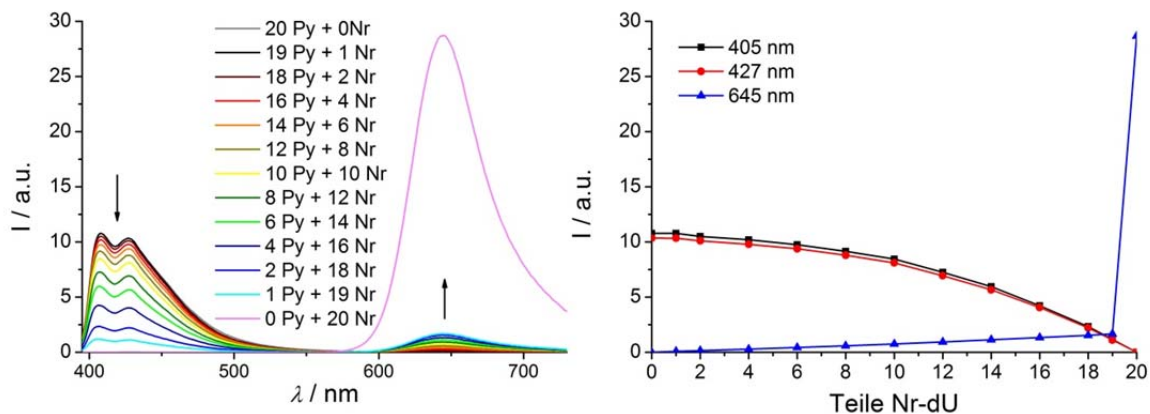 I / a.u.
30
25
20
15
10
5
0
20 Py + 0Nr
19 Py + 1 Nr
18 Py + 2 Nr
16 Py + 4 Nr
14 Py + 6 Nr
12 Py + 8 Nr
10 Py + 10 Nr
8 Py + 12 Nr
6 Py + 14 Nr
4 Py + 16 Nr
2 Py + 18 Nr
1 Py + 19 Nr
0 Py + 20 Nr
400 500 600 700
λ / nm
I / a.u.
30
25
20
15
10
5
0
405 nm
427 nm
645 nm
0 2 4 6 8 10 12 14 16 18 20
Teile Nr-dU